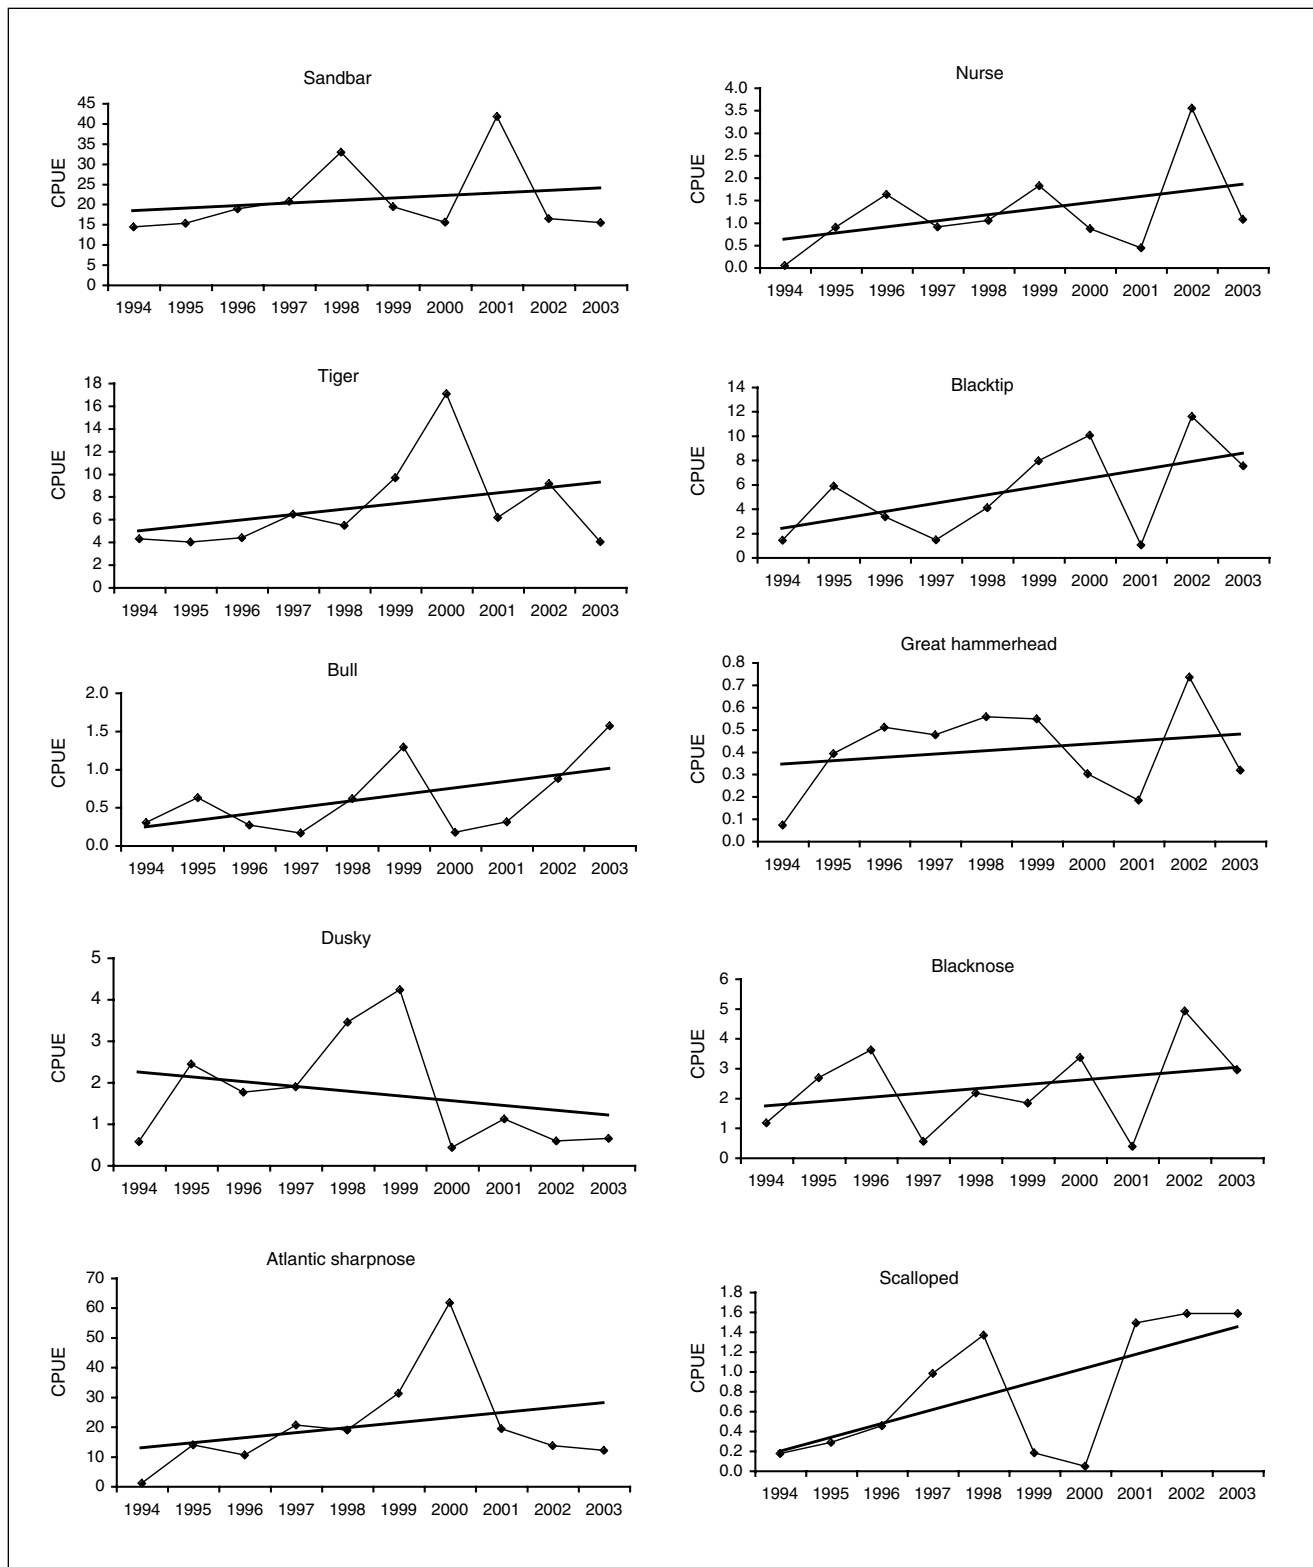 Sandbar
CPUE
45
40
35
30
25
20
15
10
5
0
1994 1995 1996 1997 1998 1999 2000 2001 2002 2003
Nurse
CPUE
4.0
3.5
3.0
2.5
2.0
1.5
1.0
0.5
0.0
1994 1995 1996 1997 1998 1999 2000 2001 2002 2003
Tiger
CPUE
18
16
14
12
10
8
6
4
2
0
1994 1995 1996 1997 1998 1999 2000 2001 2002 2003
Blacktip
CPUE
14
12
10
8
6
4
2
0
1994 1995 1996 1997 1998 1999 2000 2001 2002 2003
Bull
CPUE
2.0
1.5
1.0
0.5
0.0
1994 1995 1996 1997 1998 1999 2000 2001 2002 2003
Great hammerhead
CPUE
0.8
0.7
0.6
0.5
0.4
0.3
0.2
0.1
0.0
1994 1995 1996 1997 1998 1999 2000 2001 2002 2003
Dusky
CPUE
5
4
3
2
1
0
1994 1995 1996 1997 1998 1999 2000 2001 2002 2003
Blacknose
CPUE
6
5
4
3
2
1
0
1994 1995 1996 1997 1998 1999 2000 2001 2002 2003
Atlantic sharpnose
CPUE
70
60
50
40
30
20
10
0
1994 1995 1996 1997 1998 1999 2000 2001 2002 2003
Scalloped
CPUE
1.8
1.6
1.4
1.2
1.0
0.8
0.6
0.4
0.2
0.0
1994 1995 1996 1997 1998 1999 2000 2001 2002 2003